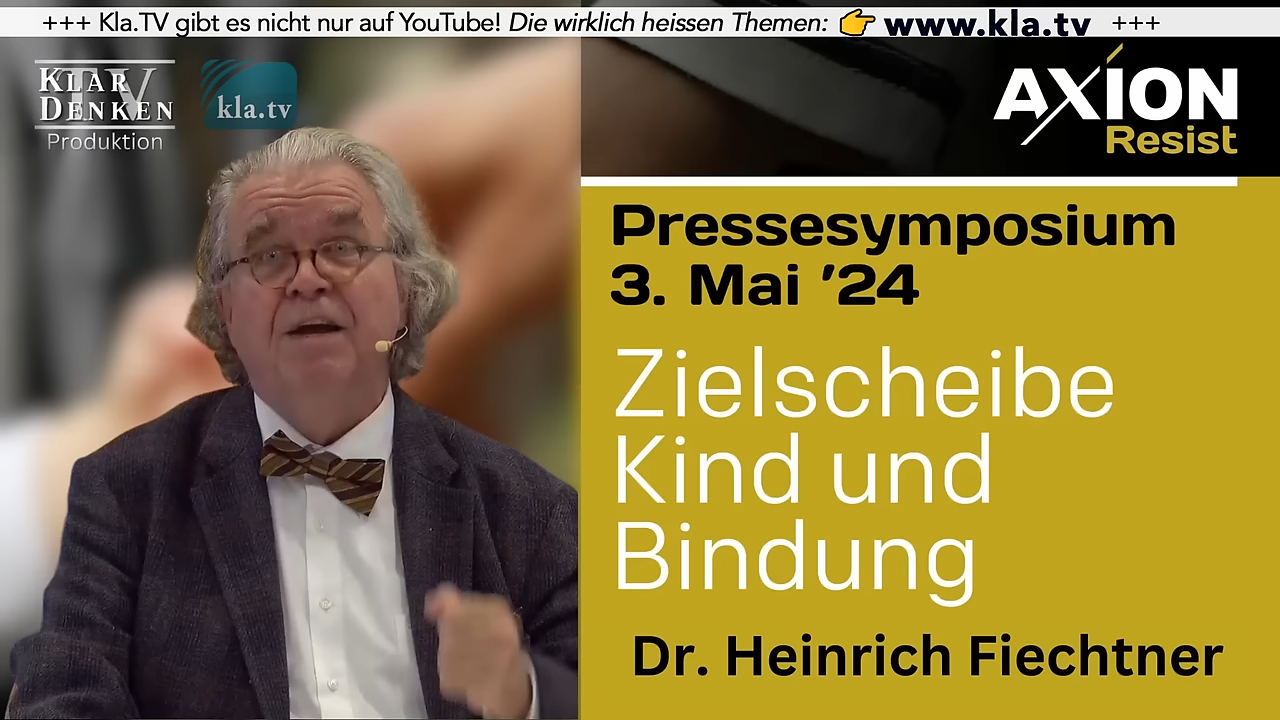 +++ Kla.TV gibt es nicht nur auf YouTube! Die wirklich heissen Themen: 👉 www.kla.tv +++
KLAR
TV
DENKEN
Produktion
kla.tv
AXION
Resist
Pressesymposium
3. Mai '24
Zielscheibe
Kind und
Bindung
Dr. Heinrich Fiechtner